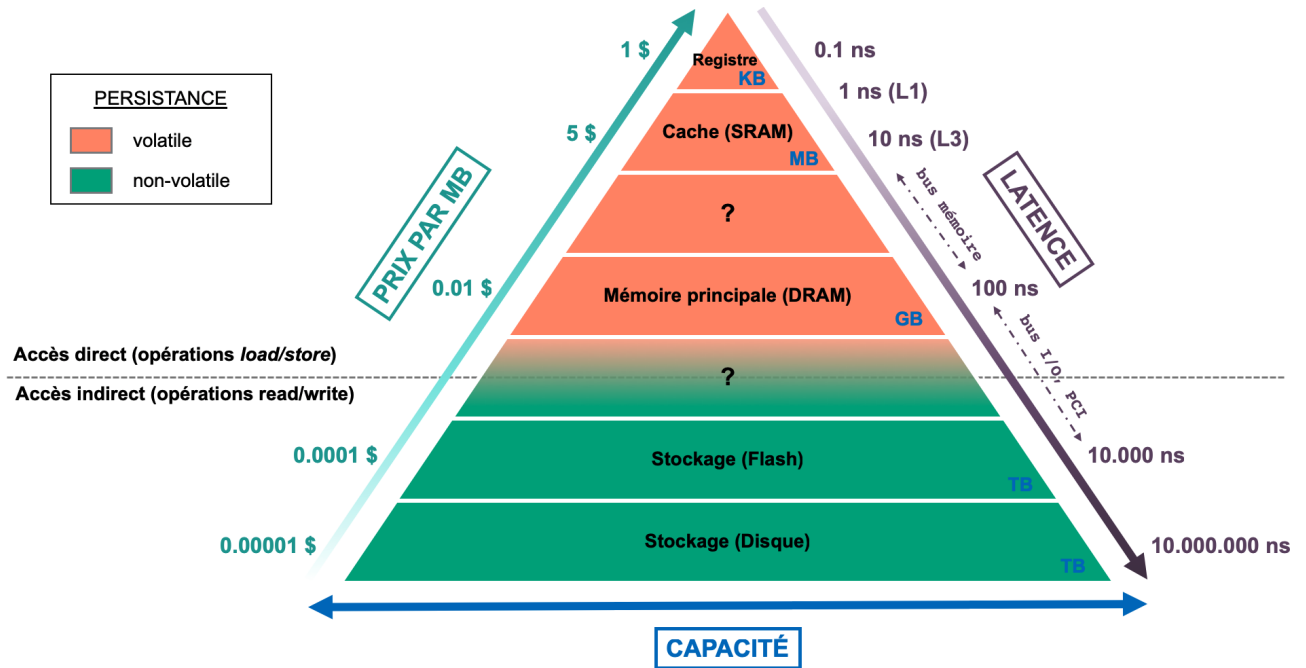 1 $
Registre
KB
0.1 ns
PERSISTANCE
volatile
non-volatile
1 ns (L1)
5 $
Cache (SRAM)
MB
10 ns (L3)
PRIX PAR MB
?
bus mémoire
LATENCE
0.01 $
Mémoire principale (DRAM)
GB
100 ns
Accès direct (opérations load/store)
?
bus I/O, PCI
Accès indirect (opérations read/write)
0.0001 $
Stockage (Flash)
TB
10.000 ns
0.00001 $
Stockage (Disque)
TB
10.000.000 ns
CAPACITÉ